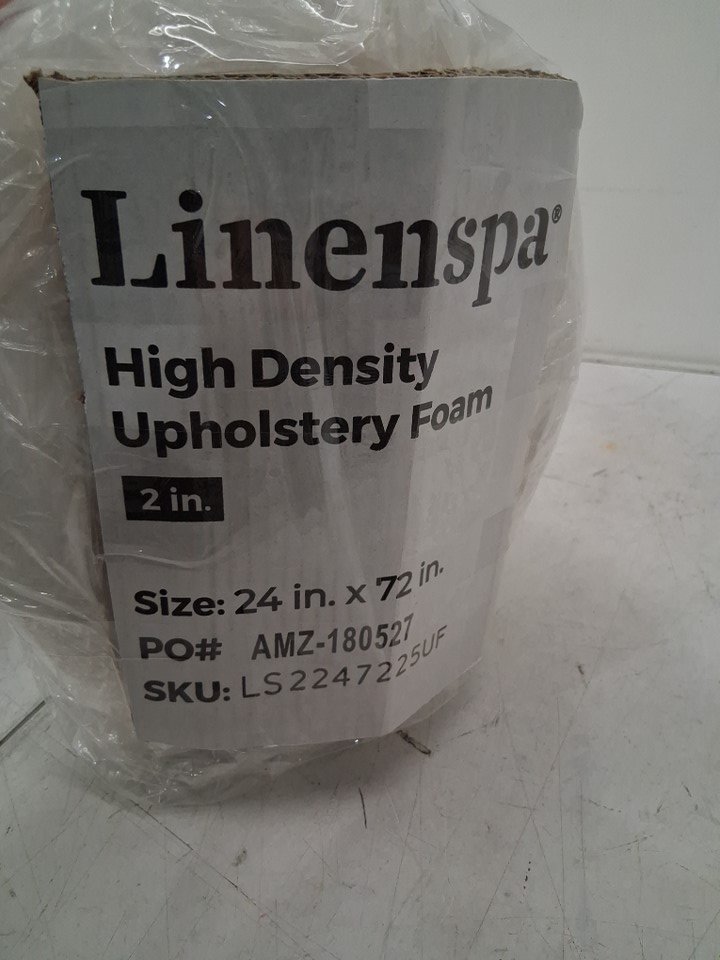 Linenspa®
High Density
Upholstery Foam
2 in.
Size: 24 in. x 72 in.
PO# AMZ-180527
SKU: LS2247225UF